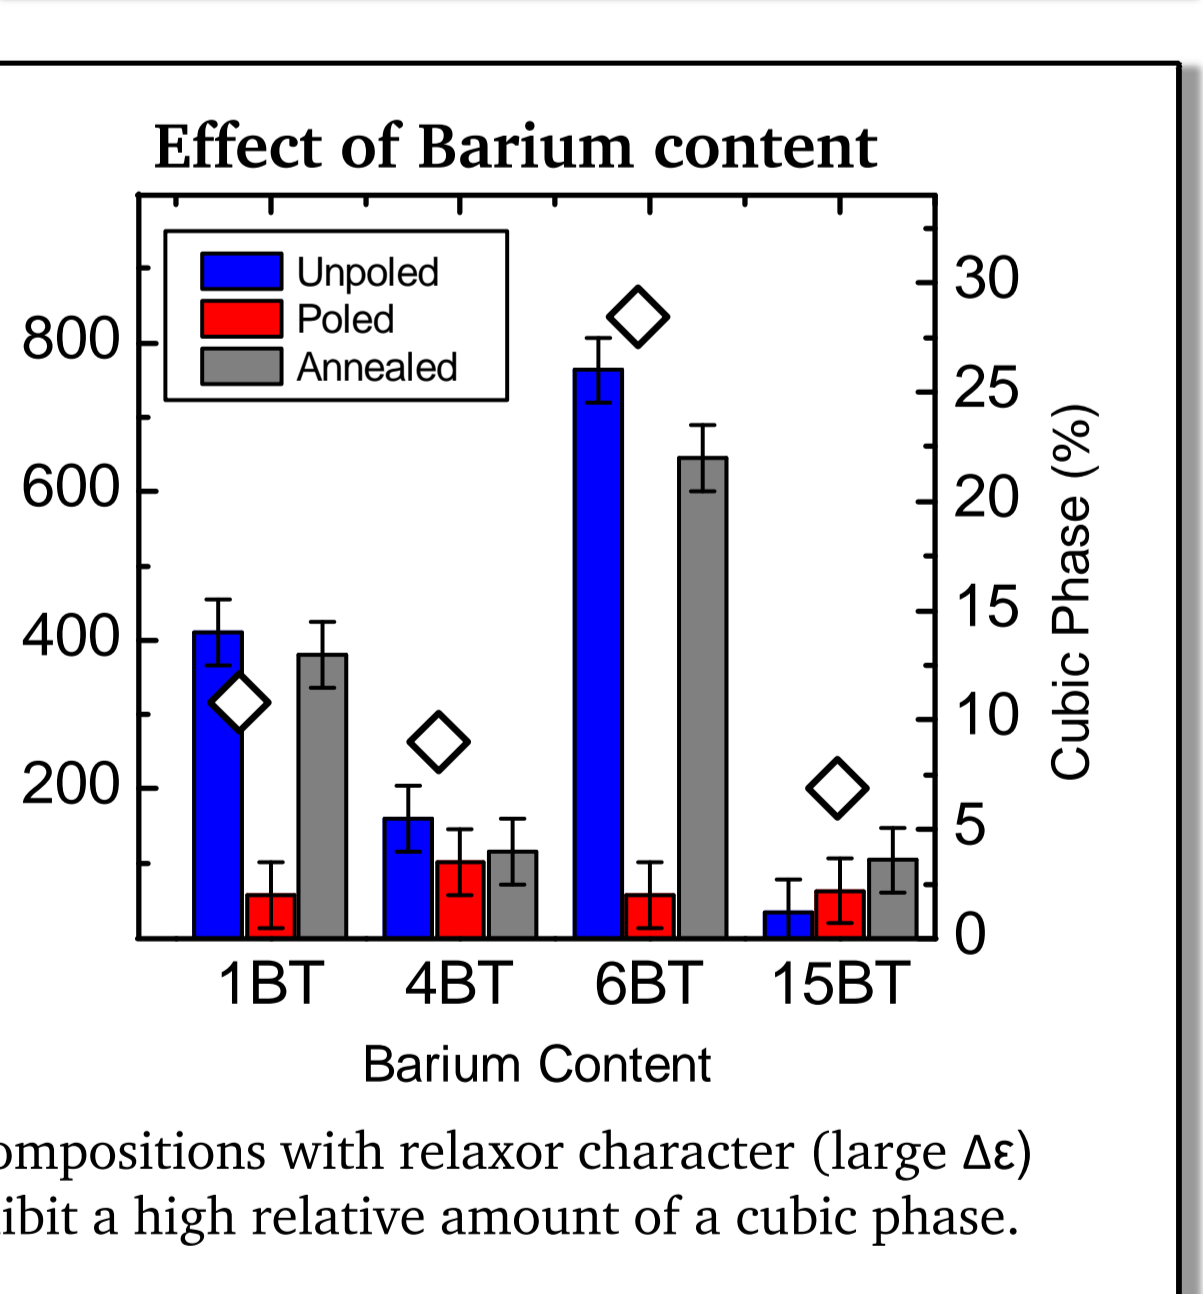 Effect of Barium content
Unpoled
Poled
Annealed
800
600
400
200
30
25
20
15
10
5
0
Cubic Phase (%)
1BT 4BT 6BT 15BT
Barium Content
ompositions with relaxor character (large Δε)
ibit a high relative amount of a cubic phase.